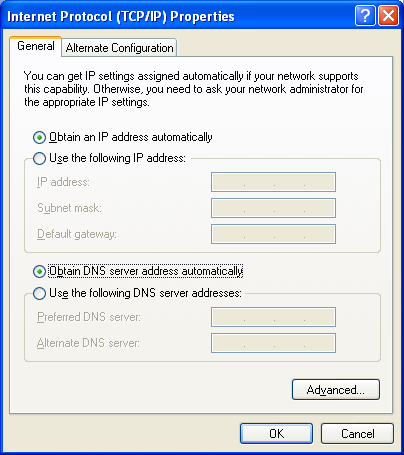 Internet Protocol (TCP/IP) Properties
General Alternate Configuration
You can get IP settings assigned automatically if your network supports
this capability. Otherwise, you need to ask your network administrator for
the appropriate IP settings.
Obtain an IP address automatically
Use the following IP address:
IP address:
Subnet mask:
Default gateway:
Obtain DNS server address automatically
Use the following DNS server addresses:
Preferred DNS server:
Alternate DNS server:
Advanced...
OK Cancel